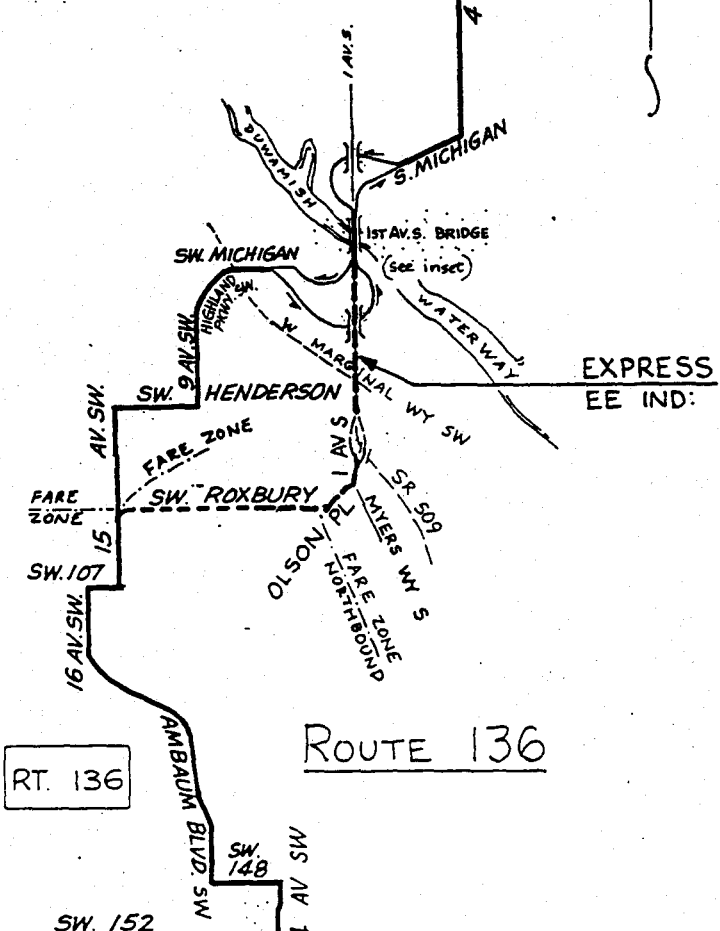 4
1 AV. S.
DUWAMISH
S. MICHIGAN
1ST AV. S. BRIDGE
(see inset)
SW. MICHIGAN
HIGHLAND
PKWY. SW.
WATERWAY
9 AV. SW.
W MARGINAL WY SW
EXPRESS
EE IND:
SW. HENDERSON
AV. SW.
FARE ZONE
1 AV S
FARE
ZONE
SW. ROXBURY
SR 509
15
OLSON PL
MYERS WY S
FARE ZONE
NORTHBOUND
SW. 107
16 AV. SW.
ROUTE 136
RT. 136
AMBAUM BLVD. SW
SW.
148
AV SW
SW. 152